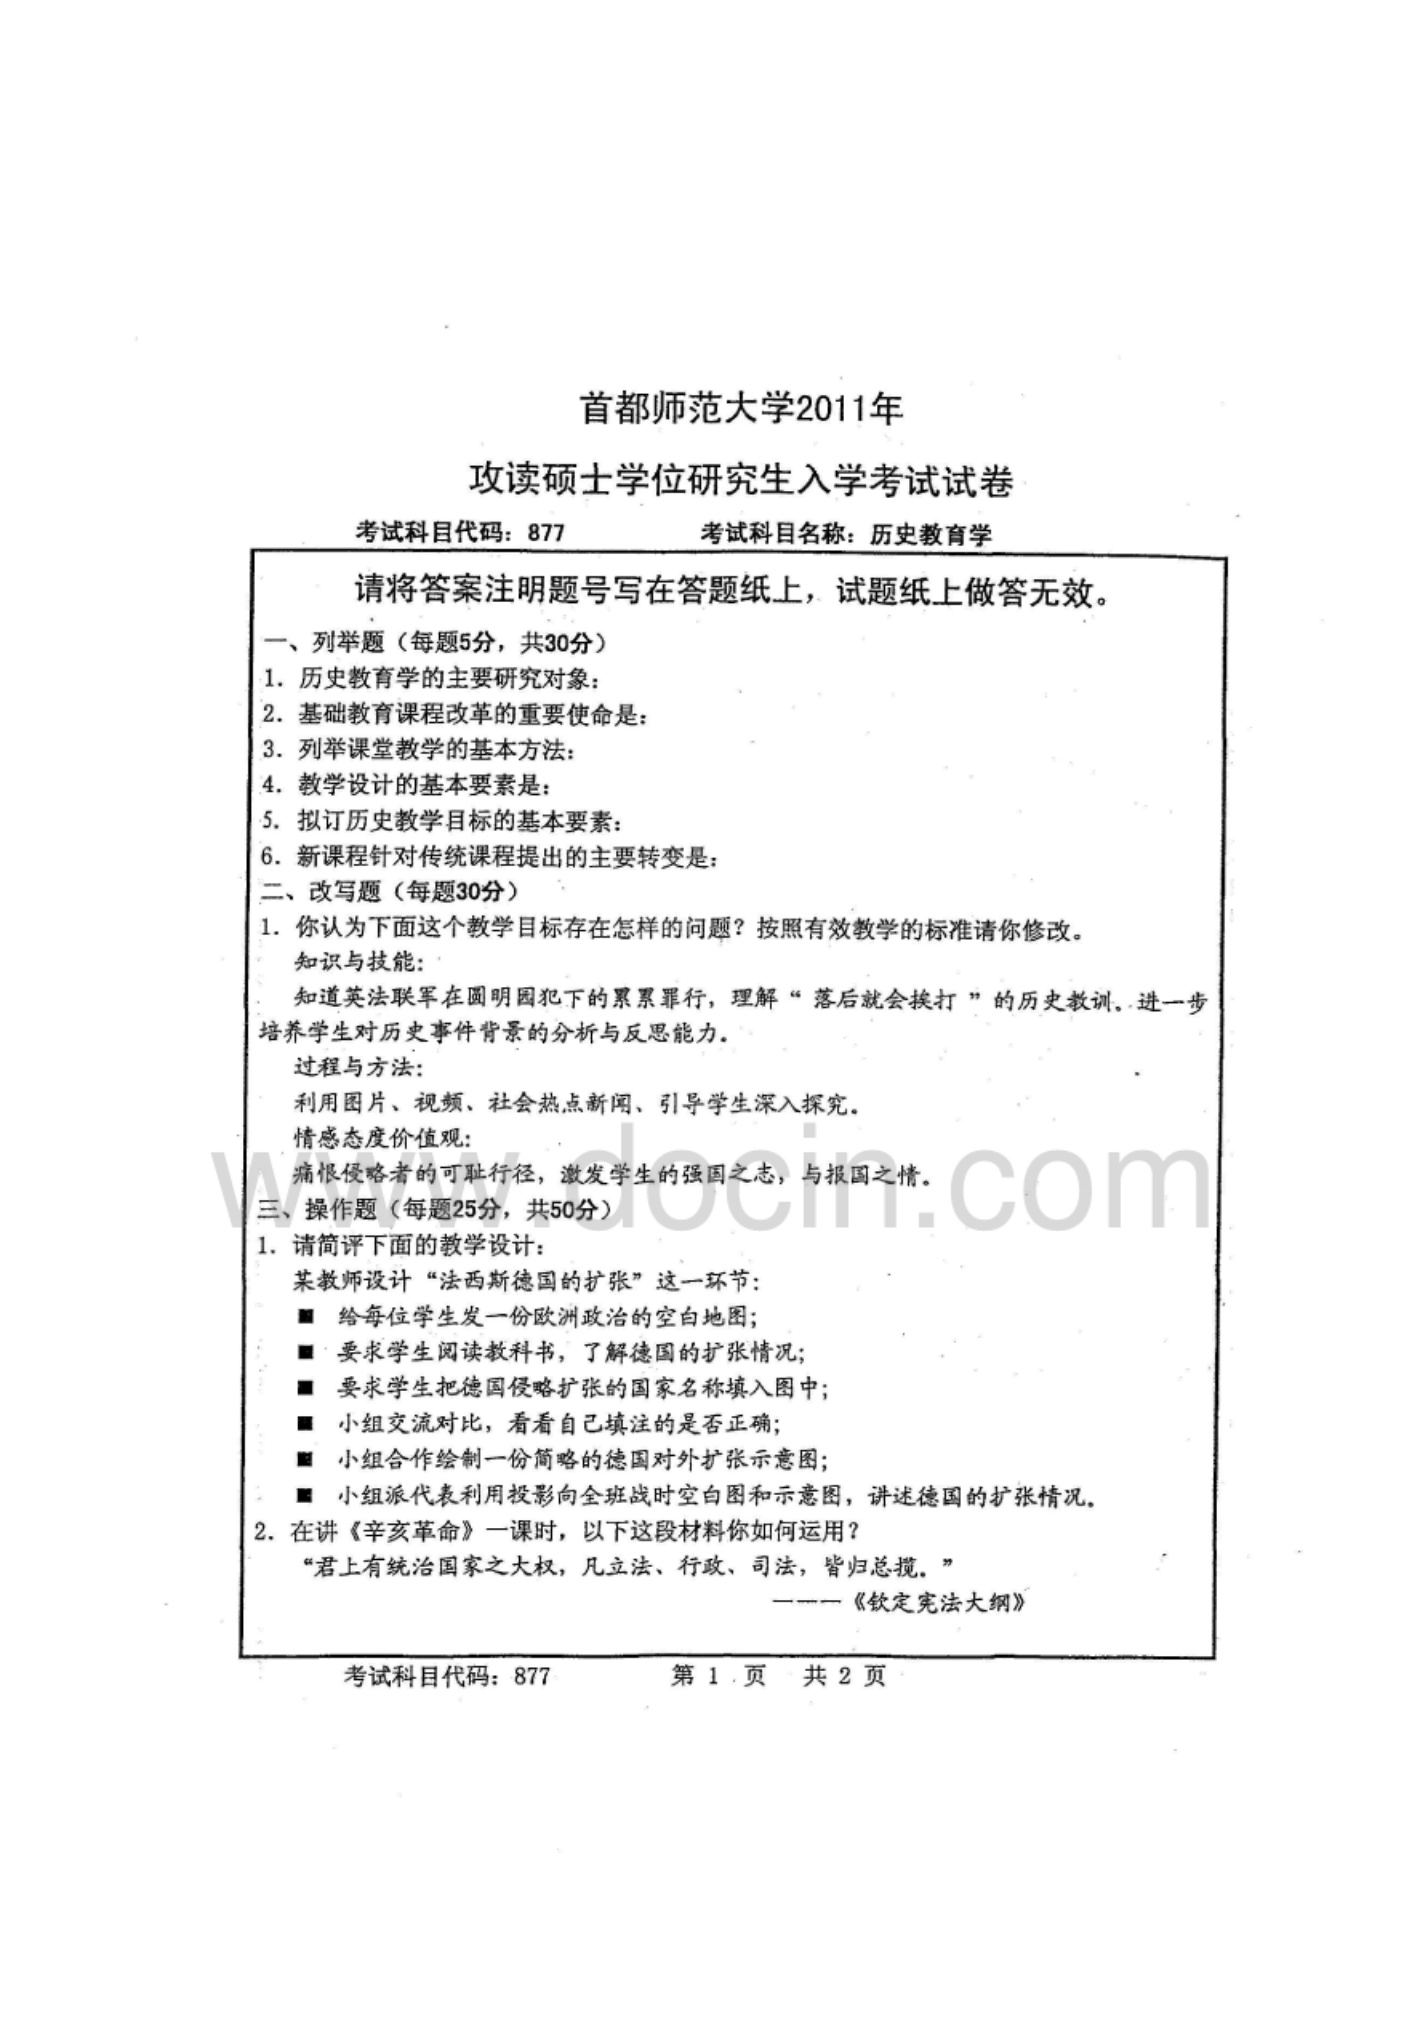 首都师范大学2011年
攻读硕士学位研究生入学考试试卷
考试科目代码：877 考试科目名称：历史教育学
请将答案注明题号写在答题纸上，试题纸上做答无效。
一、列举题（每题5分，共30分）
1．历史教育学的主要研究对象：
2．基础教育课程改革的重要使命是：
3．列举课堂教学的基本方法：
4．教学设计的基本要素是：
5．拟订历史教学目标的基本要素：
6．新课程针对传统课程提出的主要转变是：
二、改写题（每题30分）
1．你认为下面这个教学目标存在怎样的问题？按照有效教学的标准请你修改。
知识与技能：
知道英法联军在圆明园犯下的累累罪行，理解“ 落后就会挨打 ”的历史教训。进一步
培养学生对历史事件背景的分析与反思能力。
过程与方法：
利用图片、视频、社会热点新闻、引导学生深入探究。
情感态度价值观：
痛恨侵略者的可耻行径，激发学生的强国之志，与报国之情。
www.docin.com
三、操作题（每题25分，共50分）
1．请简评下面的教学设计：
某教师设计“法西斯德国的扩张”这一环节：
■ 给每位学生发一份欧洲政治的空白地图；
■ 要求学生阅读教科书，了解德国的扩张情况；
■ 要求学生把德国侵略扩张的国家名称填入图中；
■ 小组交流对比，看看自己填注的是否正确；
■ 小组合作绘制一份简略的德国对外扩张示意图；
■ 小组派代表利用投影向全班战时空白图和示意图，讲述德国的扩张情况。
2．在讲《辛亥革命》一课时，以下这段材料你如何运用？
“君上有统治国家之大权，凡立法、行政、司法，皆归总揽。”
———《钦定宪法大纲》
考试科目代码：877 第 1 页 共 2 页